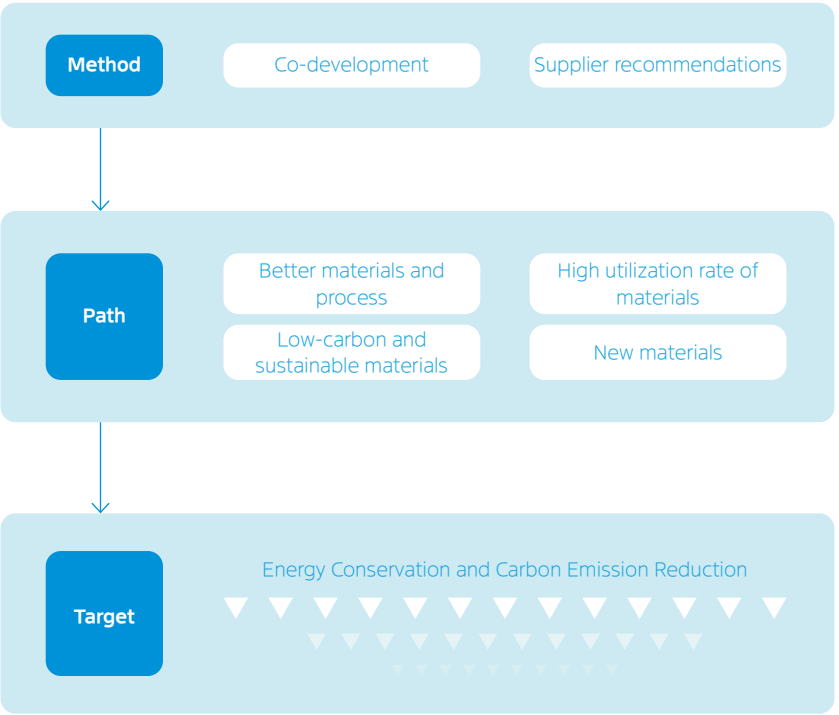 Method
Co-development
Supplier recommendations
Path
Better materials and
process
High utilization rate of
materials
Low-carbon and
sustainable materials
New materials
Target
Energy Conservation and Carbon Emission Reduction